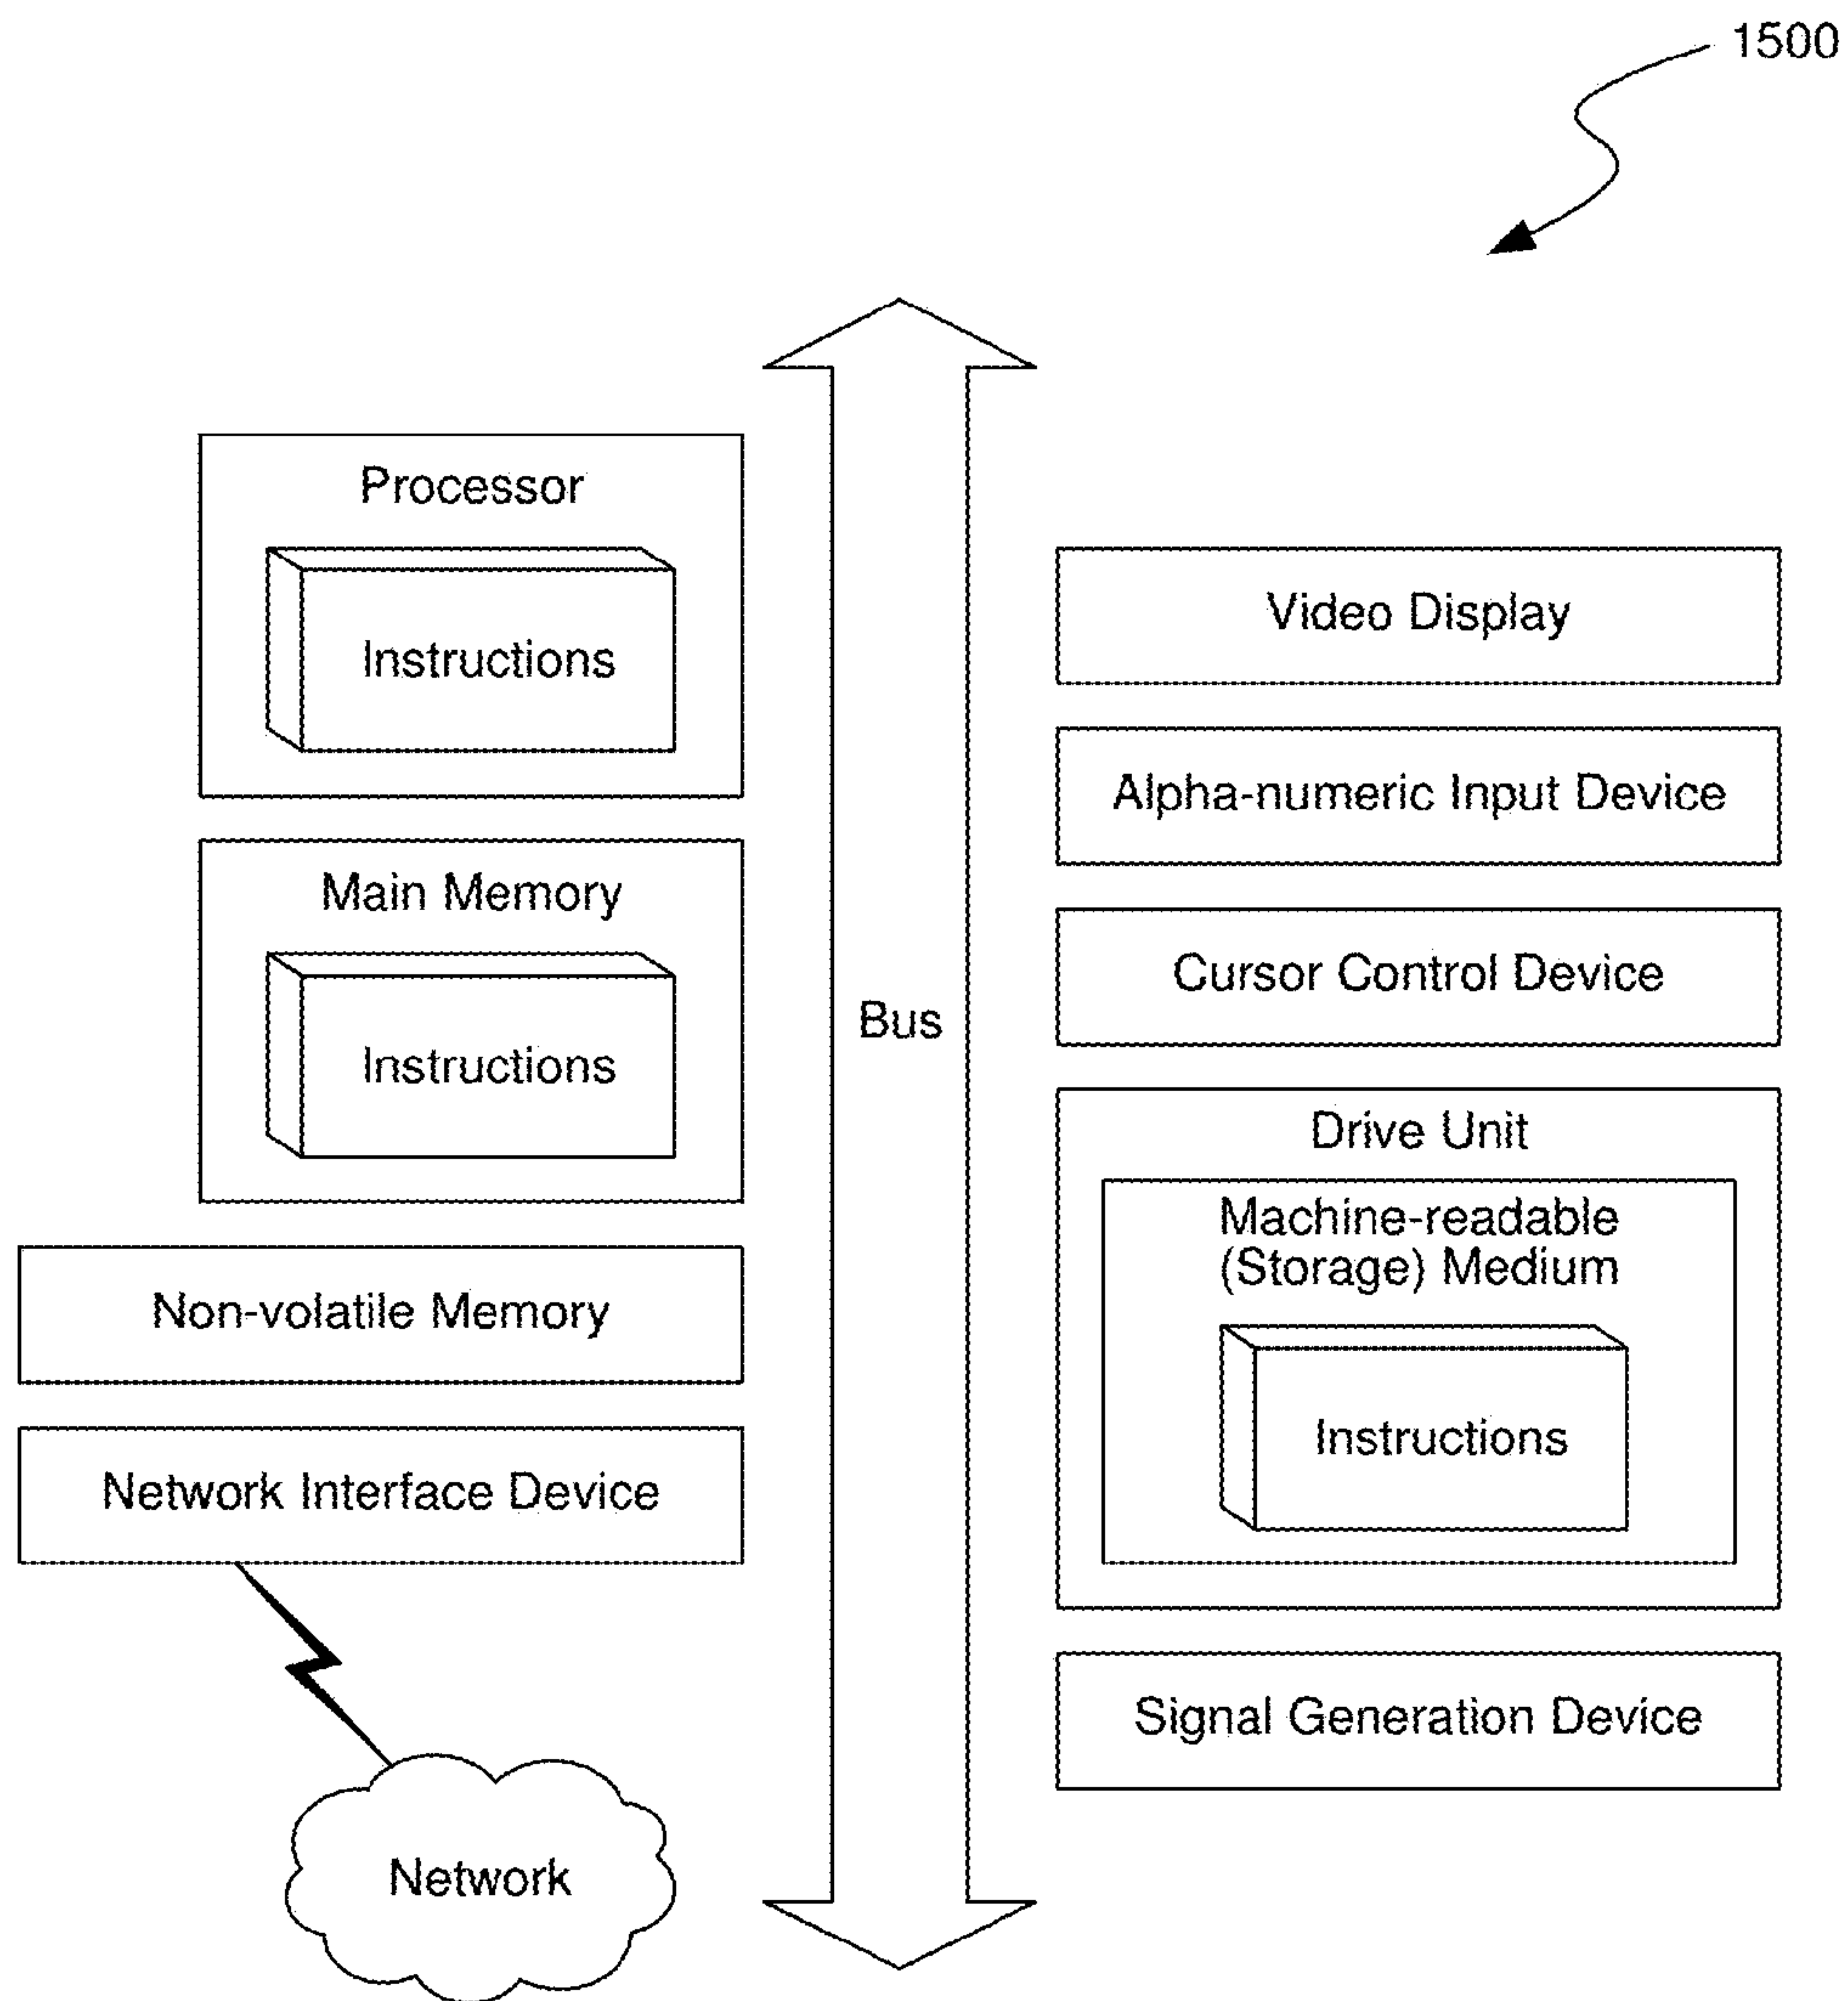 1500
Processor
Instructions
Main Memory
Instructions
Non-volatile Memory
Network Interface Device
Network
Bus
Video Display
Alpha-numeric Input Device
Cursor Control Device
Drive Unit
Machine-readable
(Storage) Medium
Instructions
Signal Generation Device